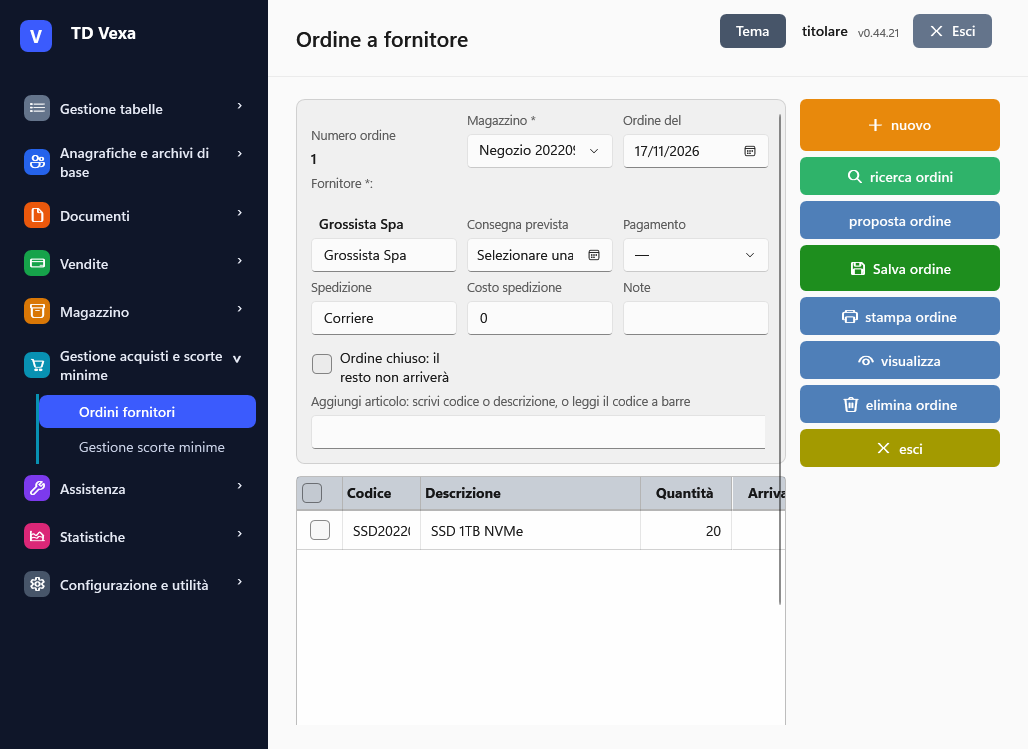 V
TD Vexa
Gestione tabelle
Anagrafiche e archivi di
base
Documenti
Vendite
Magazzino
Gestione acquisti e scorte
minime
Ordini fornitori
Gestione scorte minime
Assistenza
Statistiche
Configurazione e utilità
Ordine a fornitore
Tema
titolare
v0.44.21
Esci
Numero ordine
1
Magazzino *
Negozio 20220
Ordine del
17/11/2026
Fornitore *:
Grossista Spa
Grossista Spa
Consegna prevista
Selezionare una
Pagamento
—
Spedizione
Corriere
Costo spedizione
0
Note
Ordine chiuso: il
resto non arriverà
Aggiungi articolo: scrivi codice o descrizione, o leggi il codice a barre
Codice Descrizione Quantità Arriva
SSD2022 SSD 1TB NVMe 20
nuovo
ricerca ordini
proposta ordine
Salva ordine
stampa ordine
visualizza
elimina ordine
esci